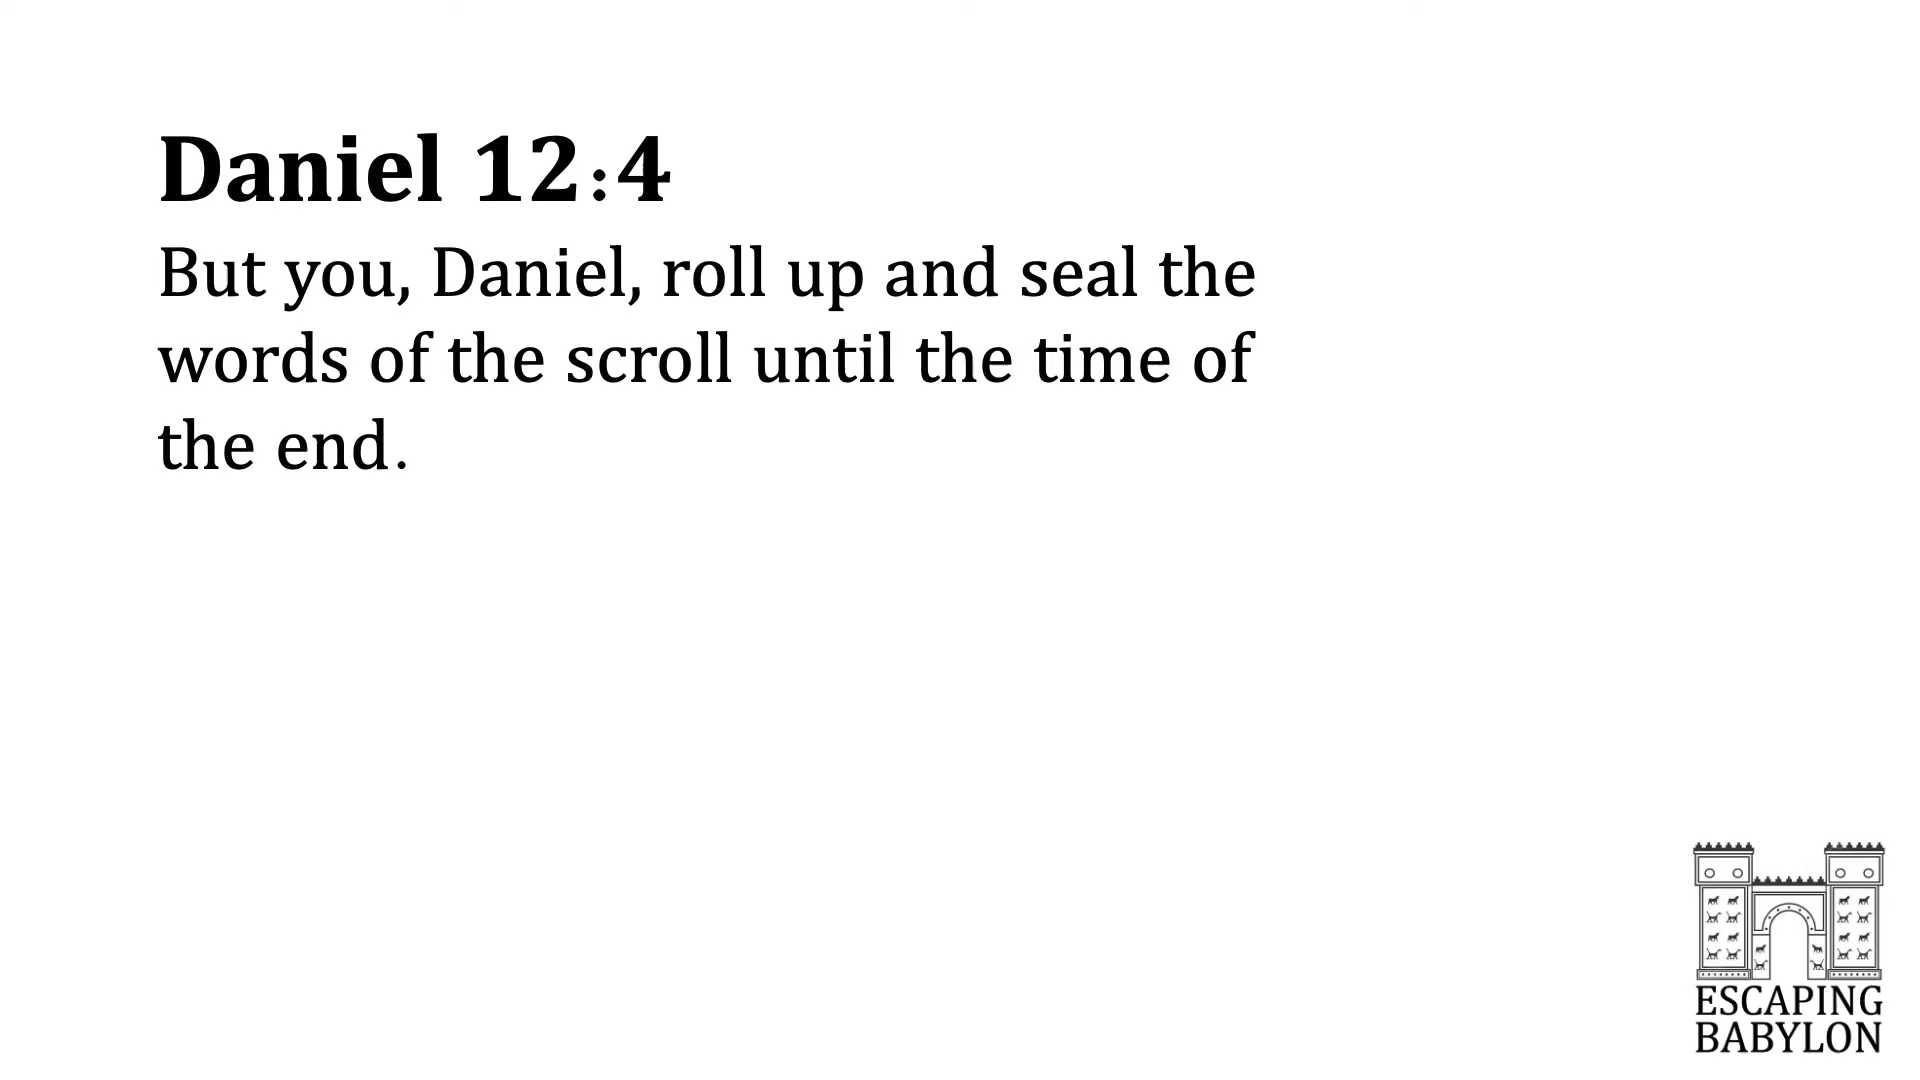 Daniel 12:4
But you, Daniel, roll up and seal the
words of the scroll until the time of
the end.
ESCAPING
BABYLON